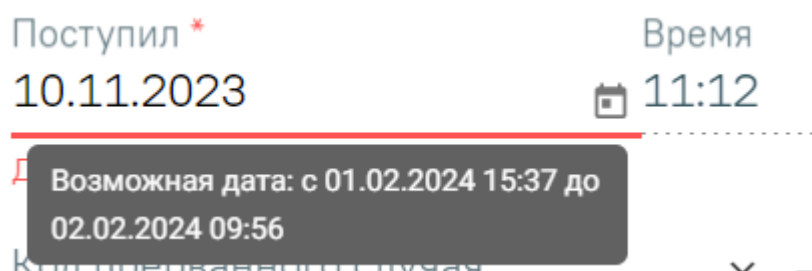 Поступил *
Время
10.11.2023
11:12
Возможная дата: с 01.02.2024 15:37 до
02.02.2024 09:56